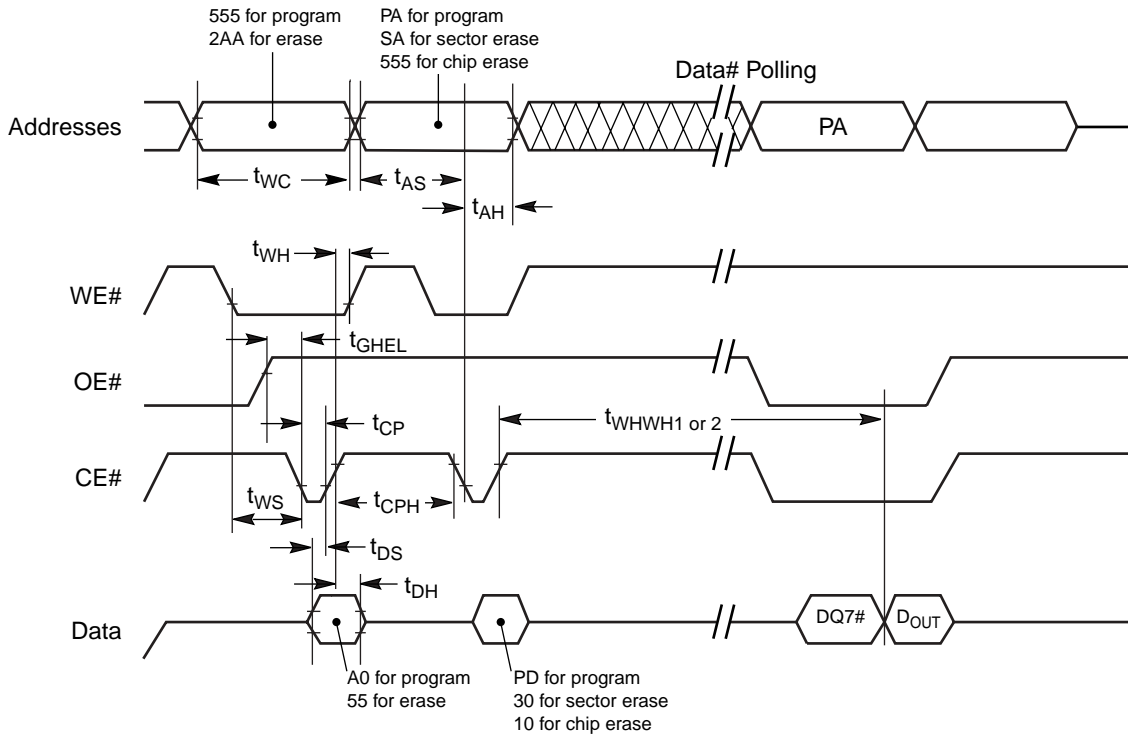 555 for program
2AA for erase
PA for program
SA for sector erase
555 for chip erase
Data# Polling
Addresses
PA
tWC
tAS
tAH
tWH
WE#
tGHEL
OE#
tWHWH1 or 2
tCP
CE#
tWS
tCPH
tDS
tDH
Data
DQ7#
DOUT
A0 for program
55 for erase
PD for program
30 for sector erase
10 for chip erase